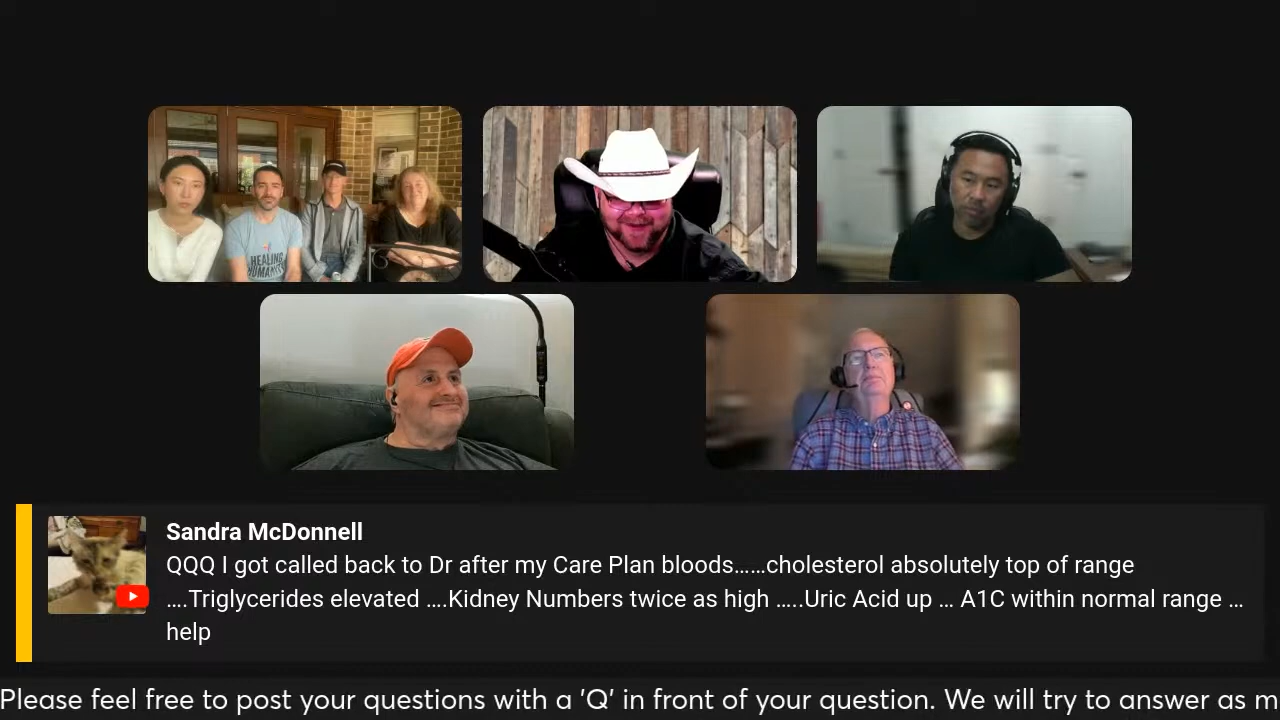 HEALING
HUMANITY
Sandra McDonnell
QQQ I got called back to Dr after my Care Plan bloods……cholesterol absolutely top of range
….Triglycerides elevated ….Kidney Numbers twice as high …..Uric Acid up … A1C within normal range …
help
Please feel free to post your questions with a 'Q' in front of your question. We will try to answer as m